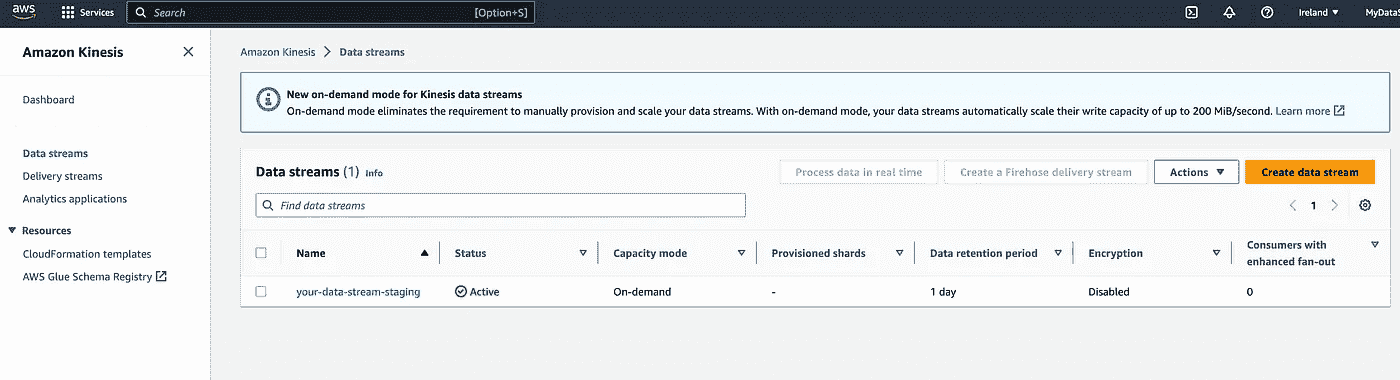 aws Services Search [Option+S] Ireland MyDataS
Amazon Kinesis
Dashboard
Data streams
Delivery streams
Analytics applications
Resources
CloudFormation templates
AWS Glue Schema Registry
Amazon Kinesis Data streams
New on-demand mode for Kinesis data streams
On-demand mode eliminates the requirement to manually provision and scale your data streams. With on-demand mode, your data streams automatically scale their write capacity of up to 200 MiB/second. Learn more
Data streams (1) Info Process data in real time Create a Firehose delivery stream Actions Create data stream
Find data streams 1
Name Status Capacity mode Provisioned shards Data retention period Encryption Consumers with
enhanced fan-out
your-data-stream-staging Active On-demand - 1 day Disabled 0